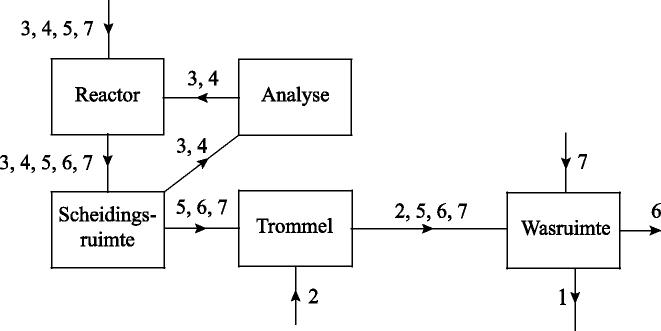 3, 4, 5, 7
Reactor
3, 4
Analyse
3, 4, 5, 6, 7
3, 4
7
Scheidings-
ruimte
5, 6, 7
Trommel
2, 5, 6, 7
Wasruimte
6
2
1